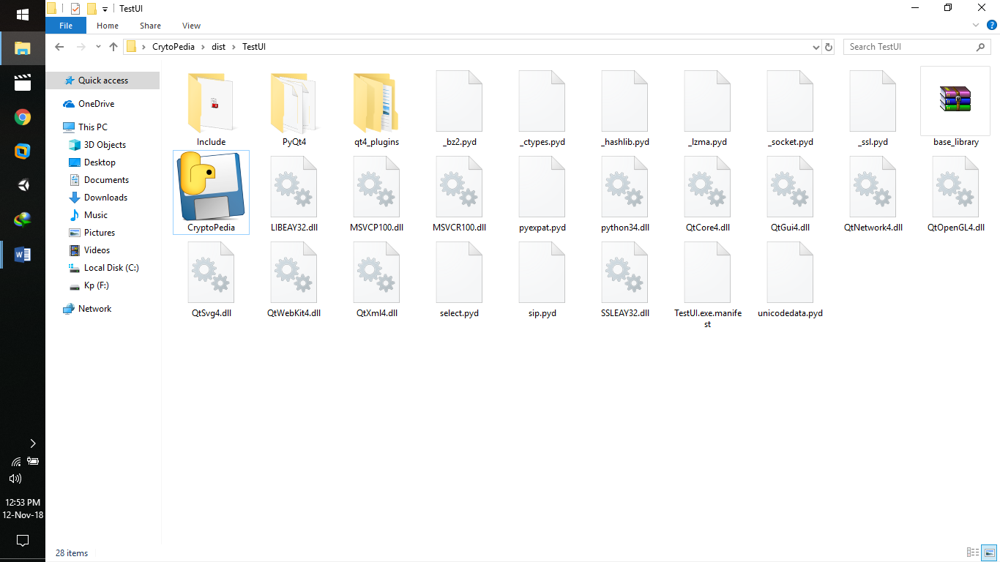 TestUI
File Home Share View
CrytoPedia dist TestUI
Search TestUI
Quick access
OneDrive
This PC
3D Objects
Desktop
Documents
Downloads
Music
Pictures
Videos
Local Disk (C:)
Kp (F:)
Network
Include PyQt4 qt4_plugins _bz2.pyd _ctypes.pyd _hashlib.pyd _lzma.pyd _socket.pyd _ssl.pyd base_library
CryptoPedia LIBEAY32.dll MSVCP100.dll MSVCR100.dll pyexpat.pyd python34.dll QtCore4.dll QtGui4.dll QtNetwork4.dll QtOpenGL4.dll
QtSvg4.dll QtWebKit4.dll QtXml4.dll select.pyd sip.pyd SSLEAY32.dll TestUI.exe.manife unicodedata.pyd
st
12:53 PM
12-Nov-18
28 items